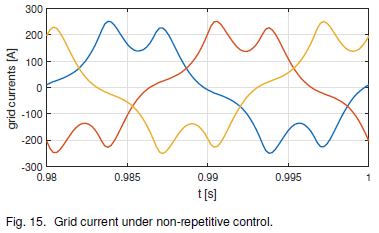 300
200
100
0
-100
-200
-300
grid currents [A]
0.98 0.985 0.99 0.995 1
t [s]
Fig. 15. Grid current under non-repetitive control.